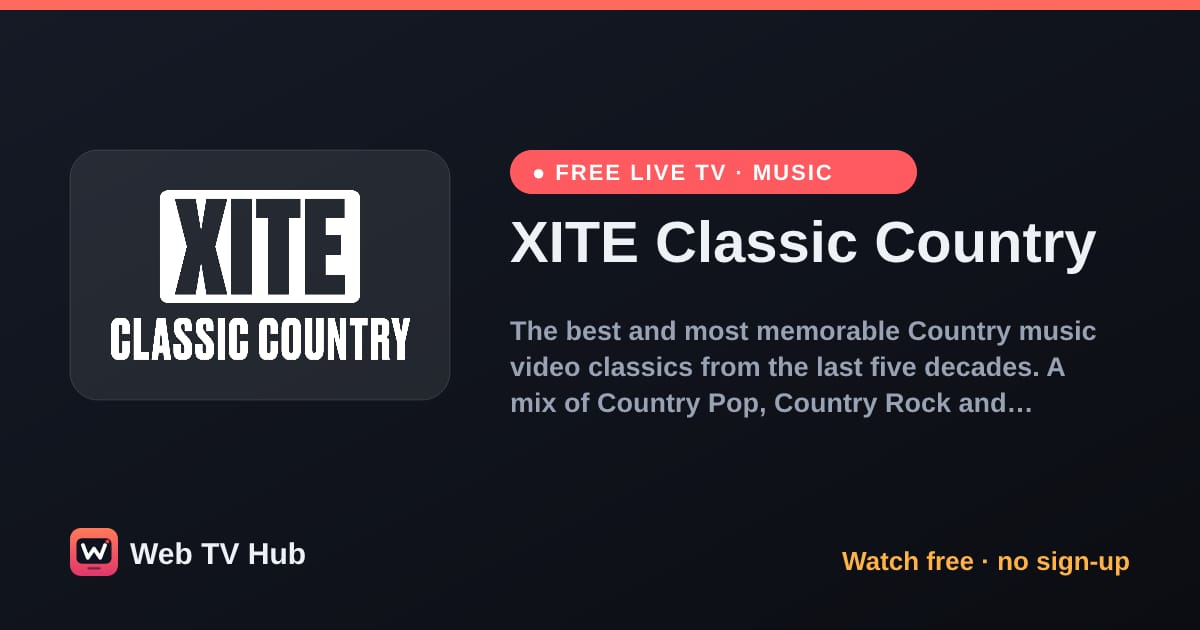 XITE
CLASSIC COUNTRY
● FREE LIVE TV · MUSIC
XITE Classic Country
The best and most memorable Country music
video classics from the last five decades. A
mix of Country Pop, Country Rock and…
W
Web TV Hub
Watch free · no sign-up